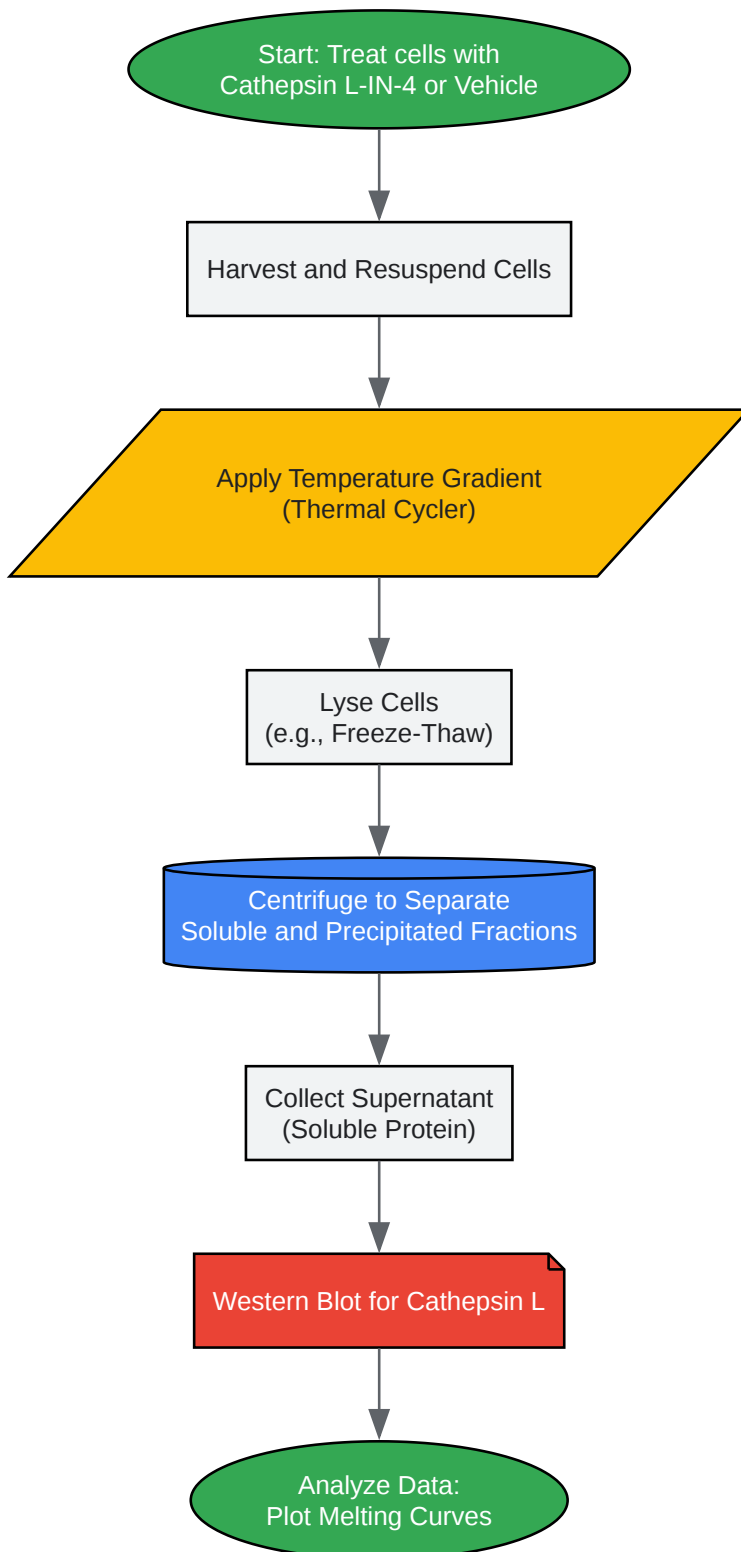 Start: Treat cells with
Cathepsin L-IN-4 or Vehicle
Harvest and Resuspend Cells
Apply Temperature Gradient
(Thermal Cycler)
Lyse Cells
(e.g., Freeze-Thaw)
Centrifuge to Separate
Soluble and Precipitated Fractions
Collect Supernatant
(Soluble Protein)
Western Blot for Cathepsin L
Analyze Data:
Plot Melting Curves